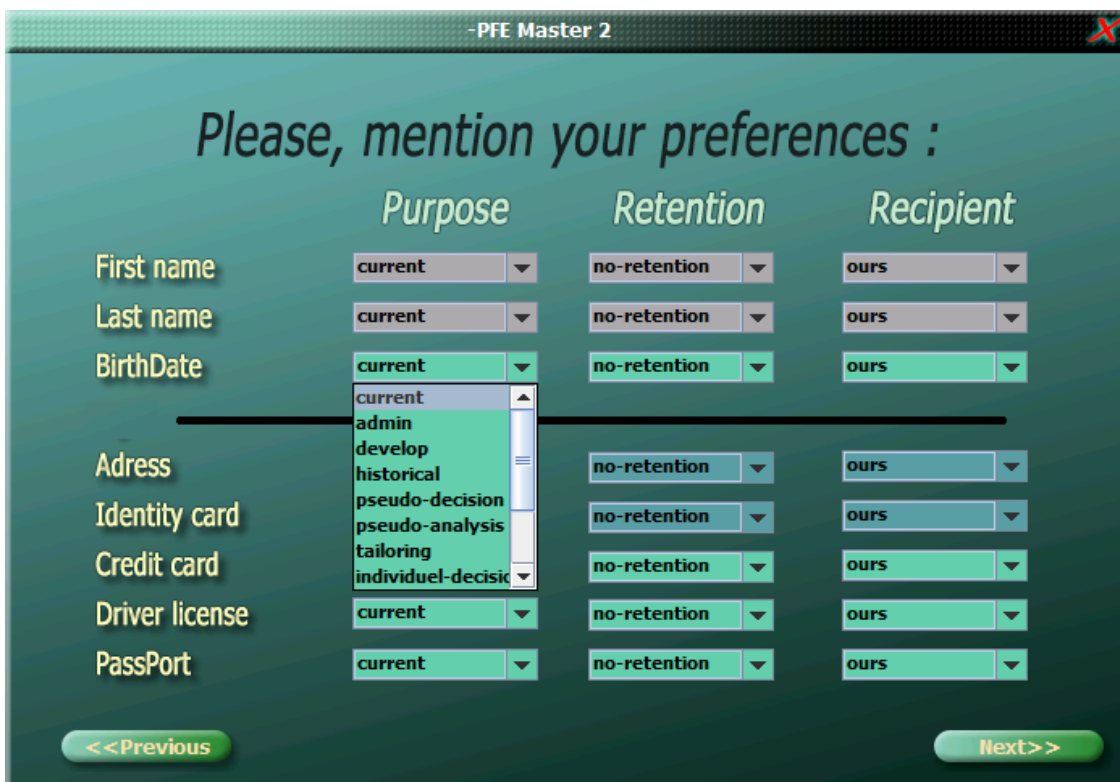 -PFE Master 2
X
Please, mention your preferences :
Purpose Retention Recipient
First name current no-retention ours
Last name current no-retention ours
BirthDate current no-retention ours
current
admin
develop
historical
pseudo-decision
pseudo-analysis
tailoring
individuel-decisic
Adress no-retention ours
Identity card no-retention ours
Credit card no-retention ours
Driver license current no-retention ours
PassPort current no-retention ours
<<Previous Next>>